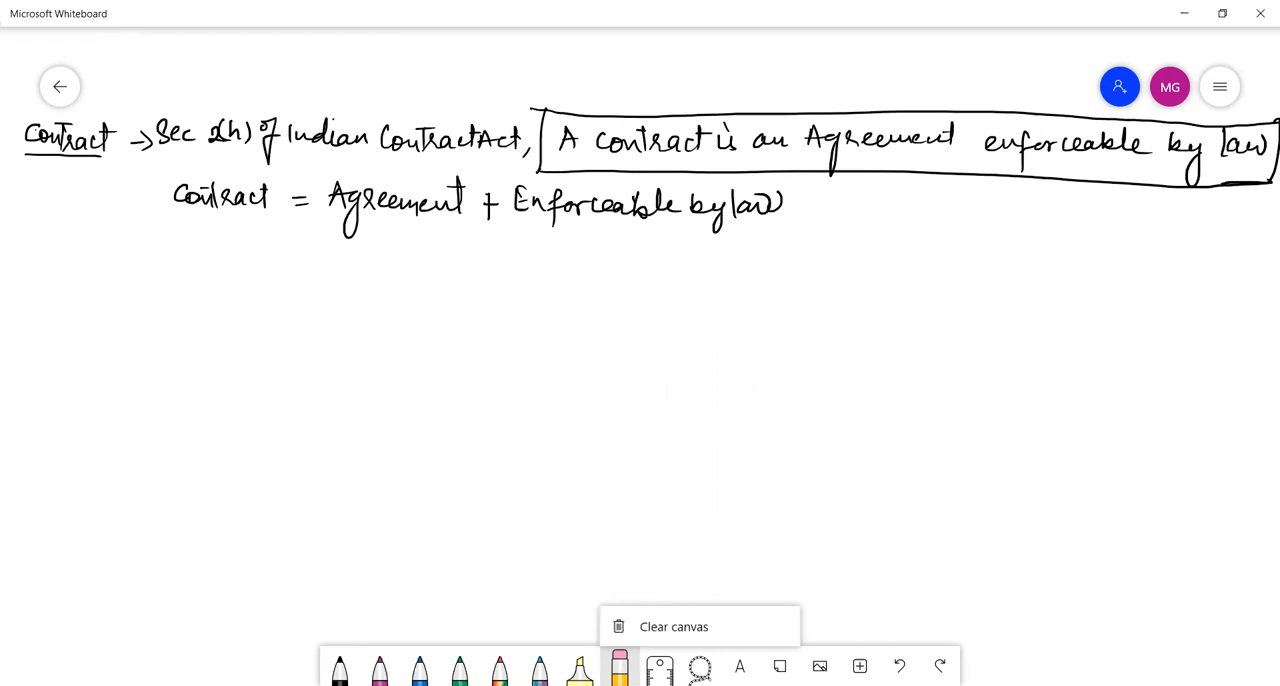 Microsoft Whiteboard
MG
Contract → Sec 2(h) of Indian Contract Act, A contract is an Agreement enforceable by law
Contract = Agreement + Enforceable by law
Clear canvas
A